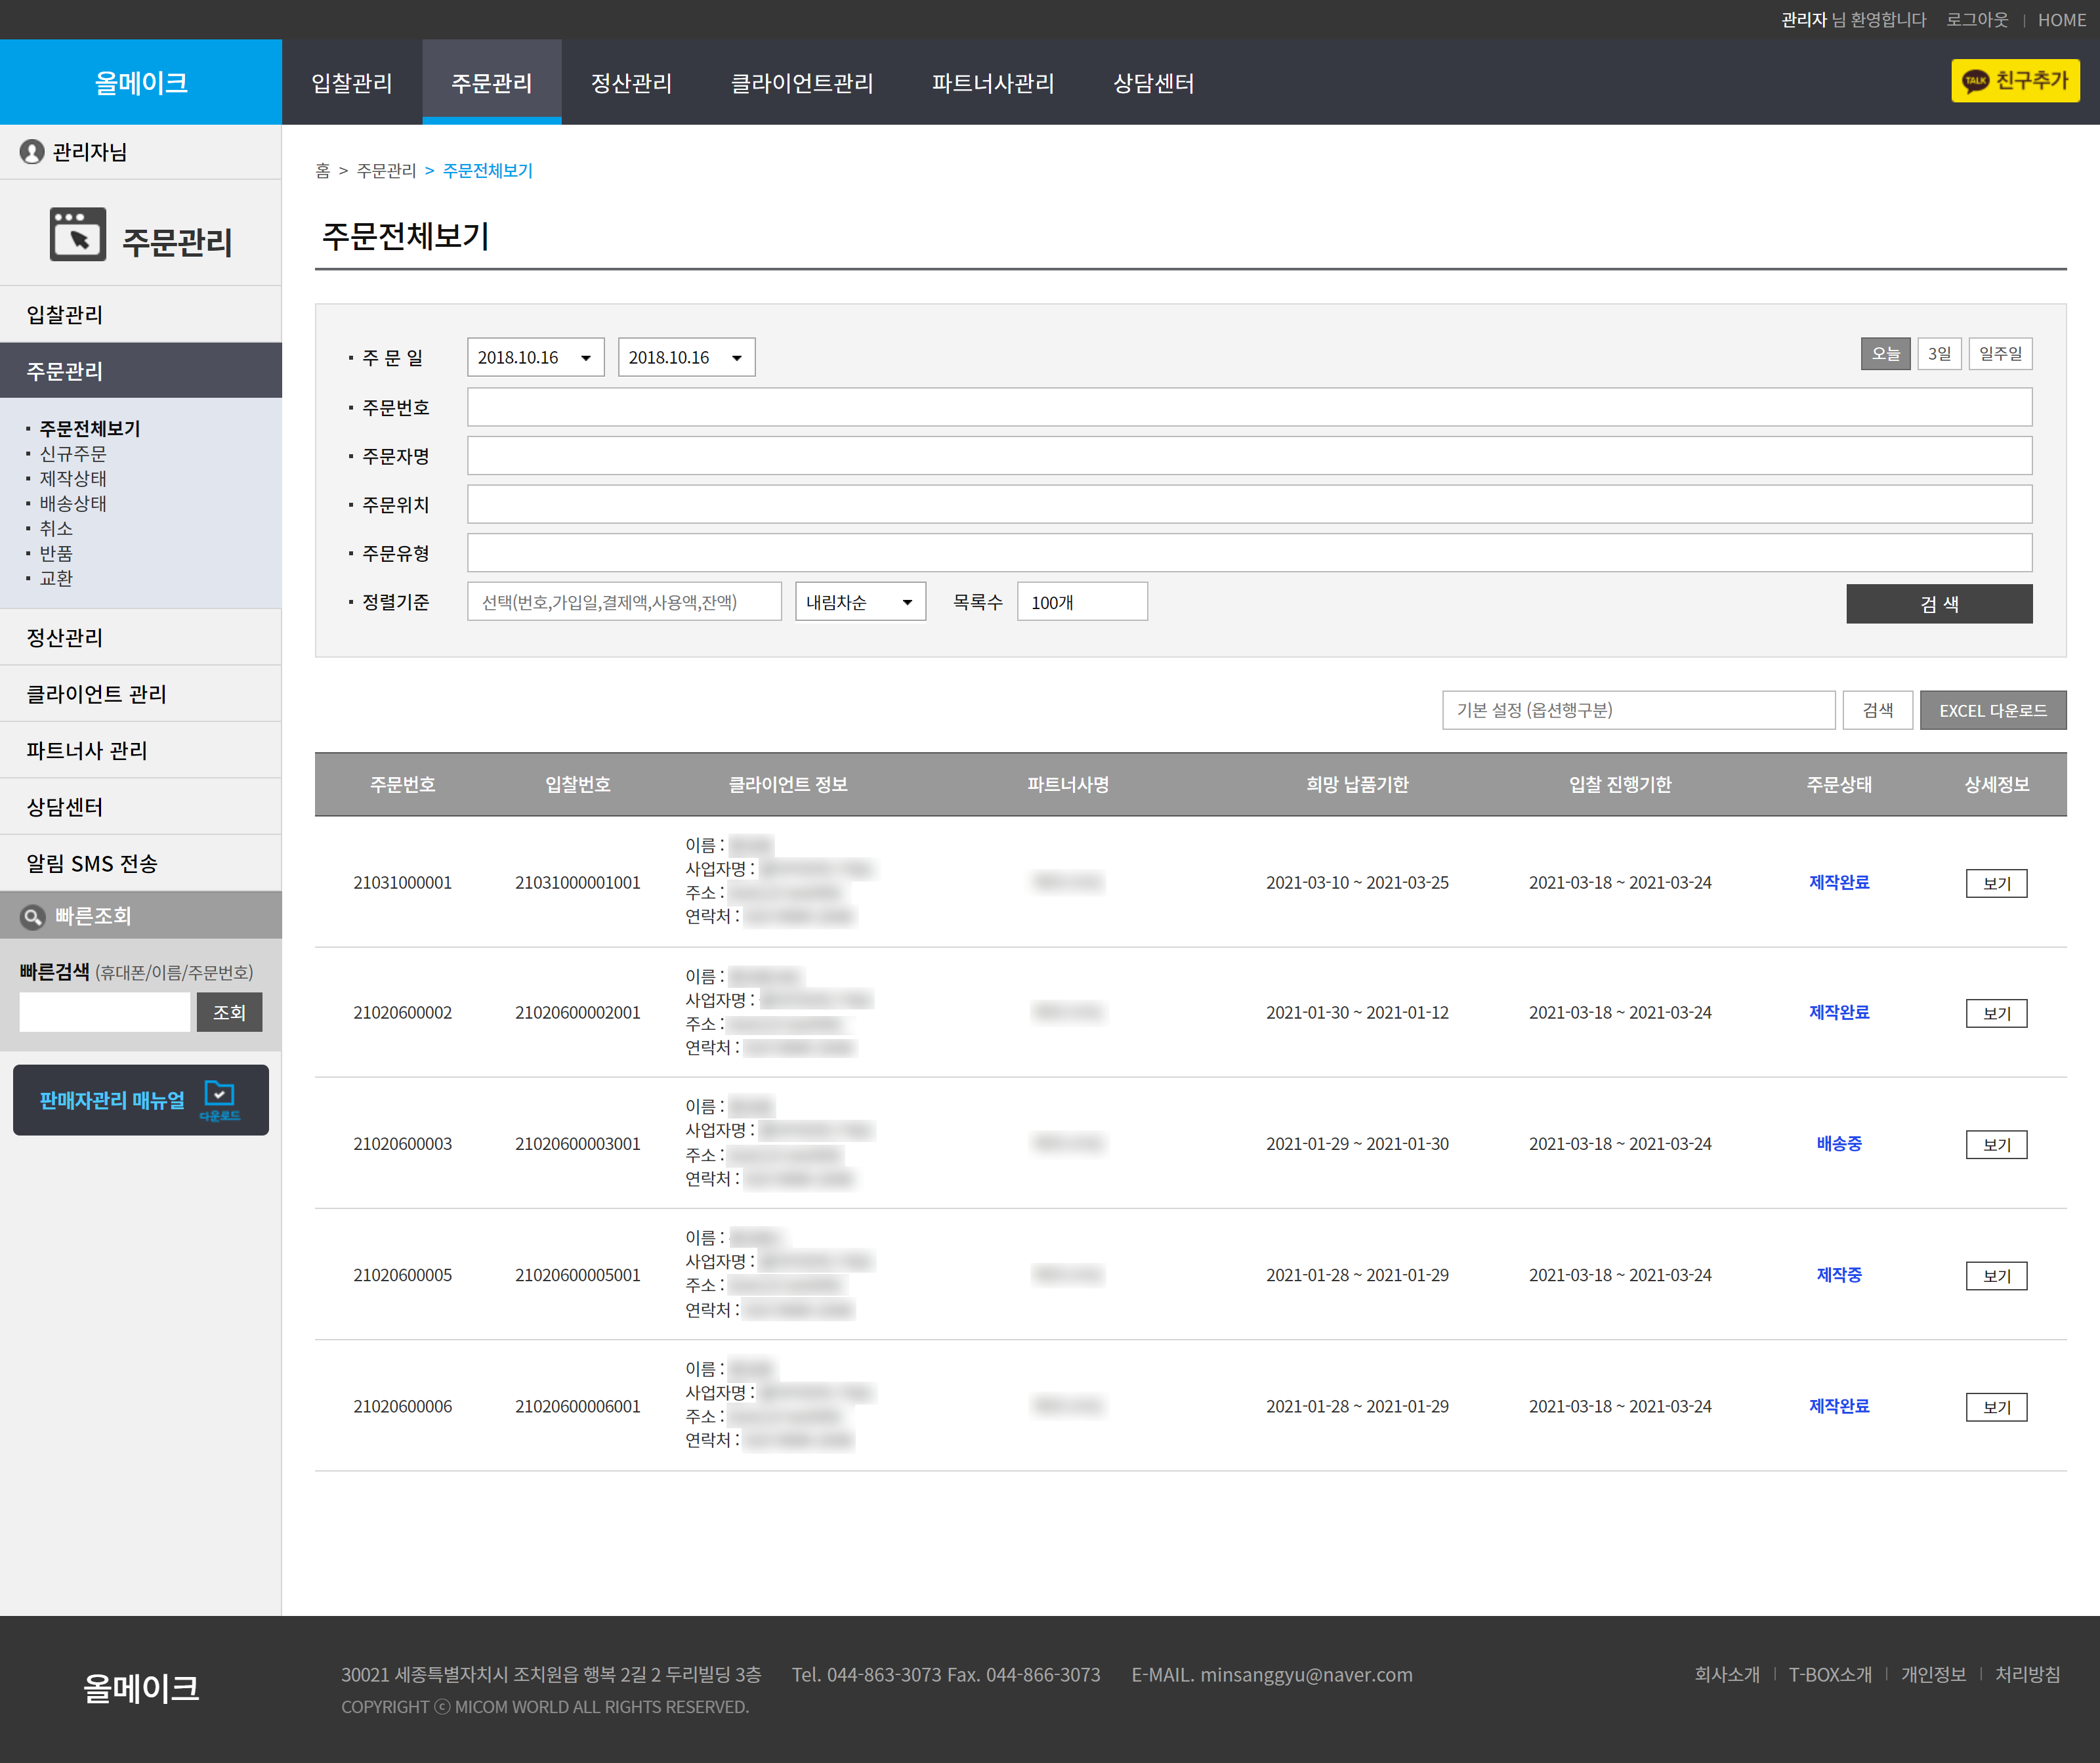 관리자 님 환영합니다 로그아웃 | HOME
올메이크 입찰관리 주문관리 정산관리 클라이언트관리 파트너사관리 상담센터 TALK 친구추가
관리자님
주문관리
입찰관리
주문관리
· 주문전체보기
· 신규주문
· 제작상태
· 배송상태
· 취소
· 반품
· 교환
정산관리
클라이언트 관리
파트너사 관리
상담센터
알림 SMS 전송
빠른조회
빠른검색 (휴대폰/이름/주문번호)
조회
판매자관리 매뉴얼 다운로드
홈 > 주문관리 > 주문전체보기
주문전체보기
· 주 문 일 2018.10.16 2018.10.16 오늘 3일 일주일
· 주문번호
· 주문자명
· 주문위치
· 주문유형
· 정렬기준 선택(번호,가입일,결제액,사용액,잔액) 내림차순 목록수 100개 검 색
기본 설정 (옵션행구분) 검색 EXCEL 다운로드
주문번호 입찰번호 클라이언트 정보 파트너사명 희망 납품기한 입찰 진행기한 주문상태 상세정보
이름 :
사업자명 :
21031000001 21031000001001 2021-03-10 ~ 2021-03-25 2021-03-18 ~ 2021-03-24 제작완료 보기
주소 :
연락처 :
이름 :
사업자명 :
21020600002 21020600002001 2021-01-30 ~ 2021-01-12 2021-03-18 ~ 2021-03-24 제작완료 보기
주소 :
연락처 :
이름 :
사업자명 :
21020600003 21020600003001 2021-01-29 ~ 2021-01-30 2021-03-18 ~ 2021-03-24 배송중 보기
주소 :
연락처 :
이름 :
사업자명 :
21020600005 21020600005001 2021-01-28 ~ 2021-01-29 2021-03-18 ~ 2021-03-24 제작중 보기
주소 :
연락처 :
이름 :
사업자명 :
21020600006 21020600006001 2021-01-28 ~ 2021-01-29 2021-03-18 ~ 2021-03-24 제작완료 보기
주소 :
연락처 :
올메이크
30021 세종특별자치시 조치원읍 행복 2길 2 두리빌딩 3층 Tel. 044-863-3073 Fax. 044-866-3073 E-MAIL. minsanggyu@naver.com
COPYRIGHT ⓒ MICOM WORLD ALL RIGHTS RESERVED.
회사소개 | T-BOX소개 | 개인정보 | 처리방침